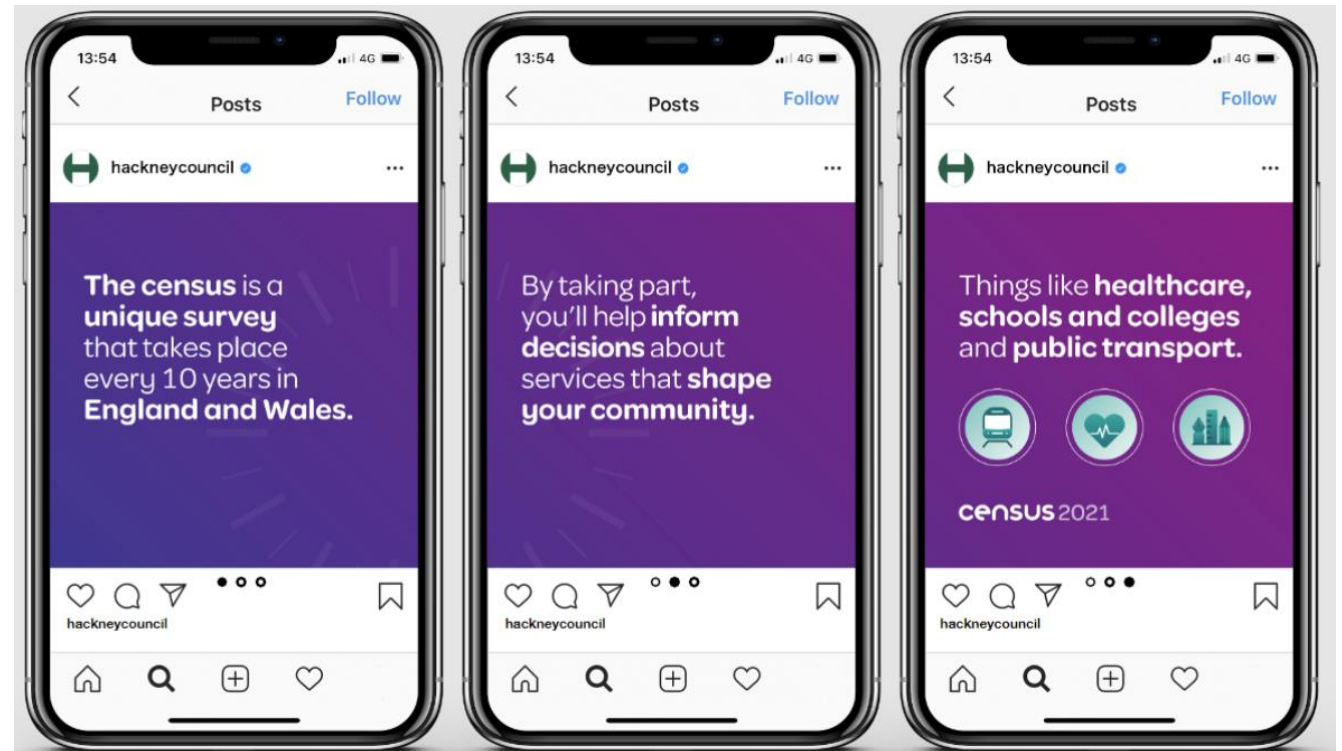 13:54
4G
Posts
Follow
hackneycouncil
The census is a
unique survey
that takes place
every 10 years in
England and Wales.
hackneycouncil
13:54
4G
Posts
Follow
hackneycouncil
By taking part,
you'll help inform
decisions about
services that shape
your community.
hackneycouncil
13:54
4G
Posts
Follow
hackneycouncil
Things like healthcare,
schools and colleges
and public transport.
census 2021
hackneycouncil